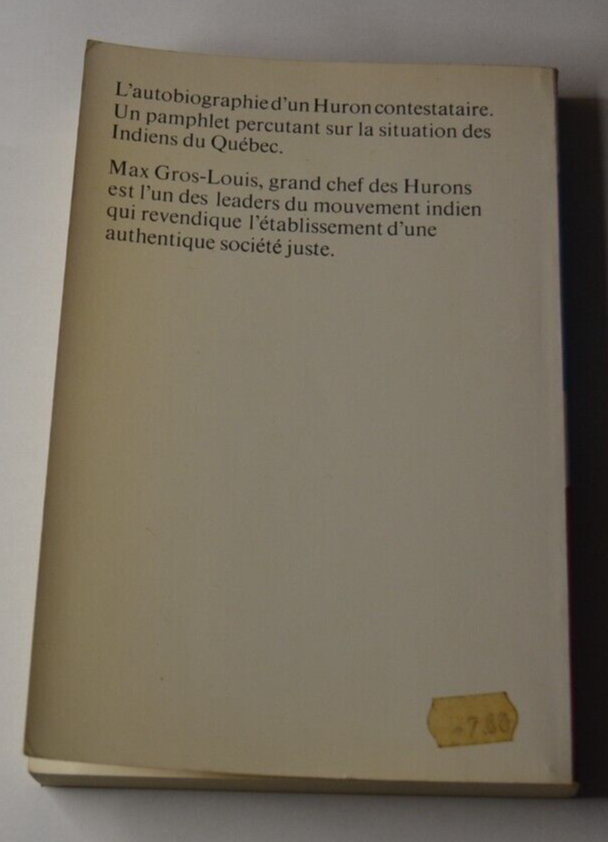 L'autobiographie d'un Huron contestataire.
Un pamphlet percutant sur la situation des
Indiens du Québec.
Max Gros-Louis, grand chef des Hurons
est l'un des leaders du mouvement indien
qui revendique l'établissement d'une
authentique société juste.